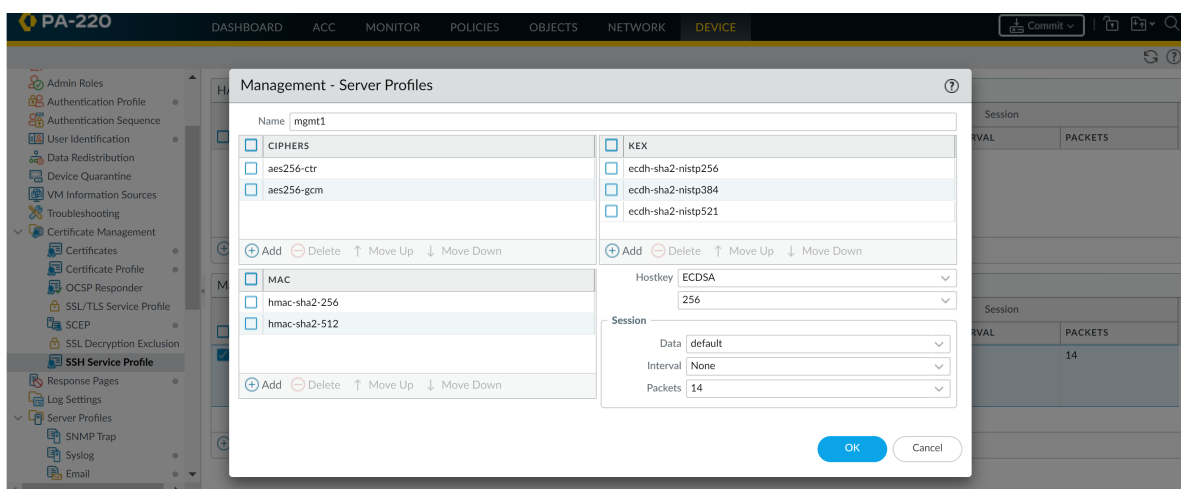 PA-220
DASHBOARD ACC MONITOR POLICIES OBJECTS NETWORK DEVICE
Commit
Admin Roles
Authentication Profile
Authentication Sequence
User Identification
Data Redistribution
Device Quarantine
VM Information Sources
Troubleshooting
Certificate Management
Certificates
Certificate Profile
OCSP Responder
SSL/TLS Service Profile
SCEP
SSL Decryption Exclusion
SSH Service Profile
Response Pages
Log Settings
Server Profiles
SNMP Trap
Syslog
Email
Management - Server Profiles
Name mgmt1
CIPHERS
aes256-ctr
aes256-gcm
Add Delete Move Up Move Down
KEX
ecdh-sha2-nistp256
ecdh-sha2-nistp384
ecdh-sha2-nistp521
Add Delete Move Up Move Down
MAC
hmac-sha2-256
hmac-sha2-512
Add Delete Move Up Move Down
Hostkey ECDSA
256
Session
Data default
Interval None
Packets 14
OK Cancel
Session
PACKETS
Session
PACKETS
14